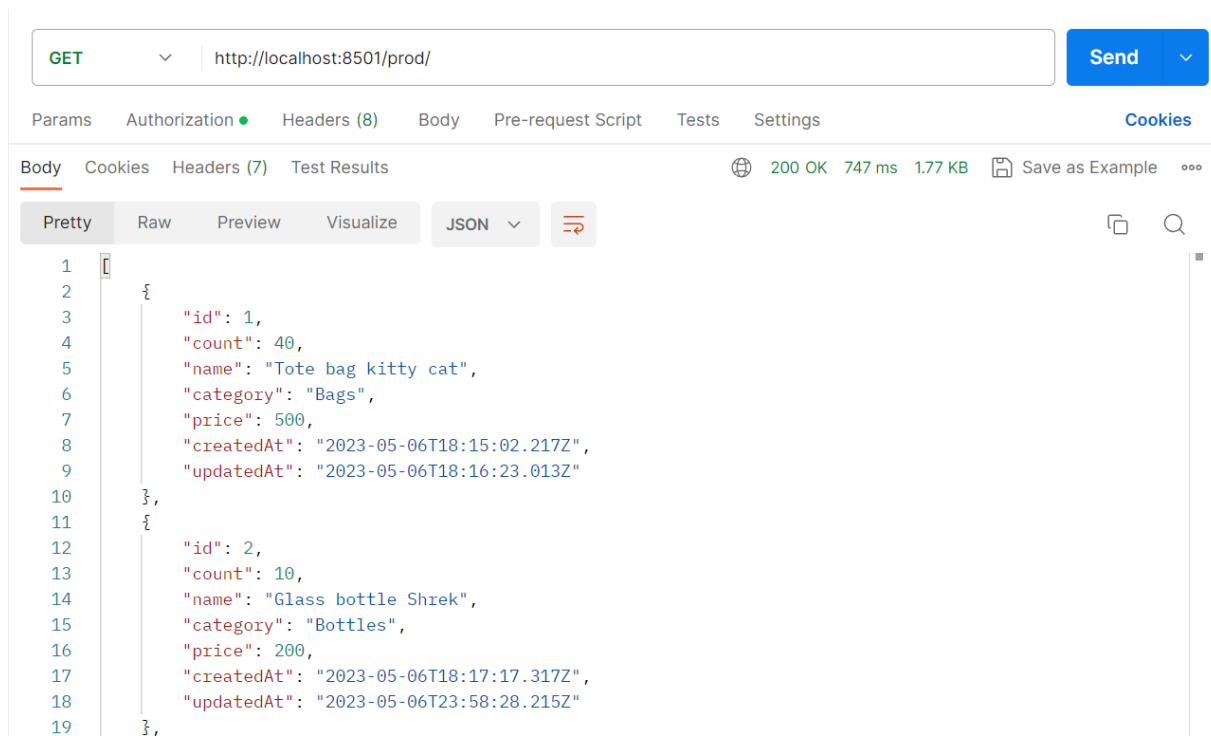 GET http://localhost:8501/prod/ Send
Params Authorization Headers (8) Body Pre-request Script Tests Settings Cookies
Body Cookies Headers (7) Test Results 200 OK 747 ms 1.77 KB Save as Example
Pretty Raw Preview Visualize JSON
1 [
2 {
3 "id": 1,
4 "count": 40,
5 "name": "Tote bag kitty cat",
6 "category": "Bags",
7 "price": 500,
8 "createdAt": "2023-05-06T18:15:02.217Z",
9 "updatedAt": "2023-05-06T18:16:23.013Z"
10 },
11 {
12 "id": 2,
13 "count": 10,
14 "name": "Glass bottle Shrek",
15 "category": "Bottles",
16 "price": 200,
17 "createdAt": "2023-05-06T18:17:17.317Z",
18 "updatedAt": "2023-05-06T23:58:28.215Z"
19 },